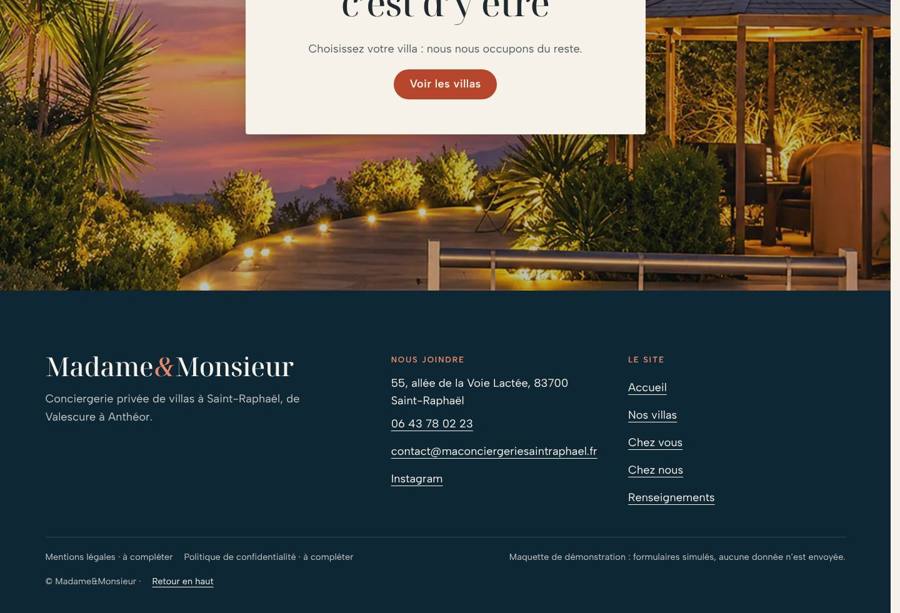 c'est d'y être
Choisissez votre villa : nous nous occupons du reste.
Voir les villas
Madame&Monsieur
Conciergerie privée de villas à Saint-Raphaël, de
Valescure à Anthéor.
NOUS JOINDRE
55, allée de la Voie Lactée, 83700
Saint-Raphaël
06 43 78 02 23
contact@maconciergeriesaintraphael.fr
Instagram
LE SITE
Accueil
Nos villas
Chez vous
Chez nous
Renseignements
Mentions légales · à compléter Politique de confidentialité · à compléter
Maquette de démonstration : formulaires simulés, aucune donnée n'est envoyée.
© Madame&Monsieur · Retour en haut